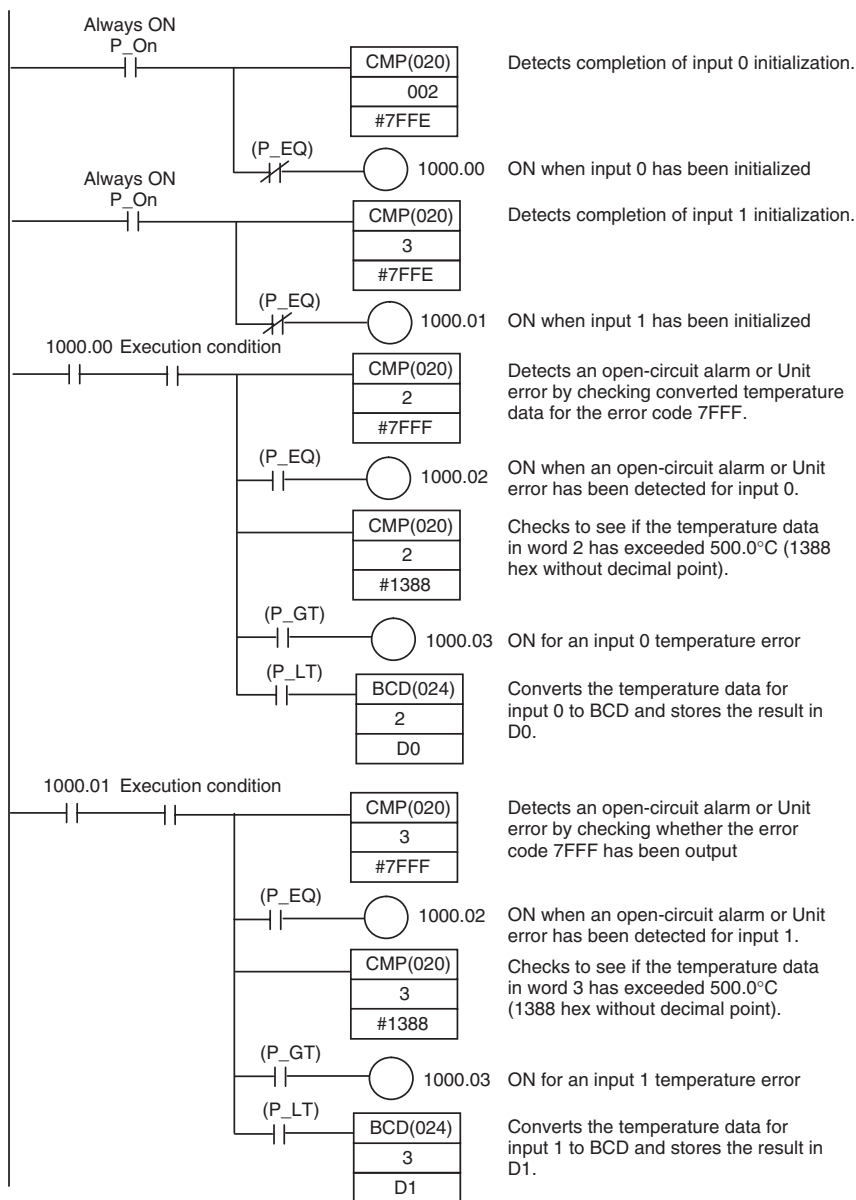 Always ON
P_On
CMP(020)
002
#7FFE
Detects completion of input 0 initialization.
(P_EQ)
1000.00
ON when input 0 has been initialized
Always ON
P_On
CMP(020)
3
#7FFE
Detects completion of input 1 initialization.
(P_EQ)
1000.01
ON when input 1 has been initialized
1000.00 Execution condition
CMP(020)
2
#7FFF
Detects an open-circuit alarm or Unit
error by checking converted temperature
data for the error code 7FFF.
(P_EQ)
1000.02
ON when an open-circuit alarm or Unit
error has been detected for input 0.
CMP(020)
2
#1388
Checks to see if the temperature data
in word 2 has exceeded 500.0°C (1388
hex without decimal point).
(P_GT)
1000.03
ON for an input 0 temperature error
(P_LT)
BCD(024)
2
D0
Converts the temperature data for
input 0 to BCD and stores the result in
D0.
1000.01 Execution condition
CMP(020)
3
#7FFF
Detects an open-circuit alarm or Unit
error by checking whether the error
code 7FFF has been output
(P_EQ)
1000.02
ON when an open-circuit alarm or Unit
error has been detected for input 1.
CMP(020)
3
#1388
Checks to see if the temperature data
in word 3 has exceeded 500.0°C
(1388 hex without decimal point).
(P_GT)
1000.03
ON for an input 1 temperature error
(P_LT)
BCD(024)
3
D1
Converts the temperature data for
input 1 to BCD and stores the result in
D1.